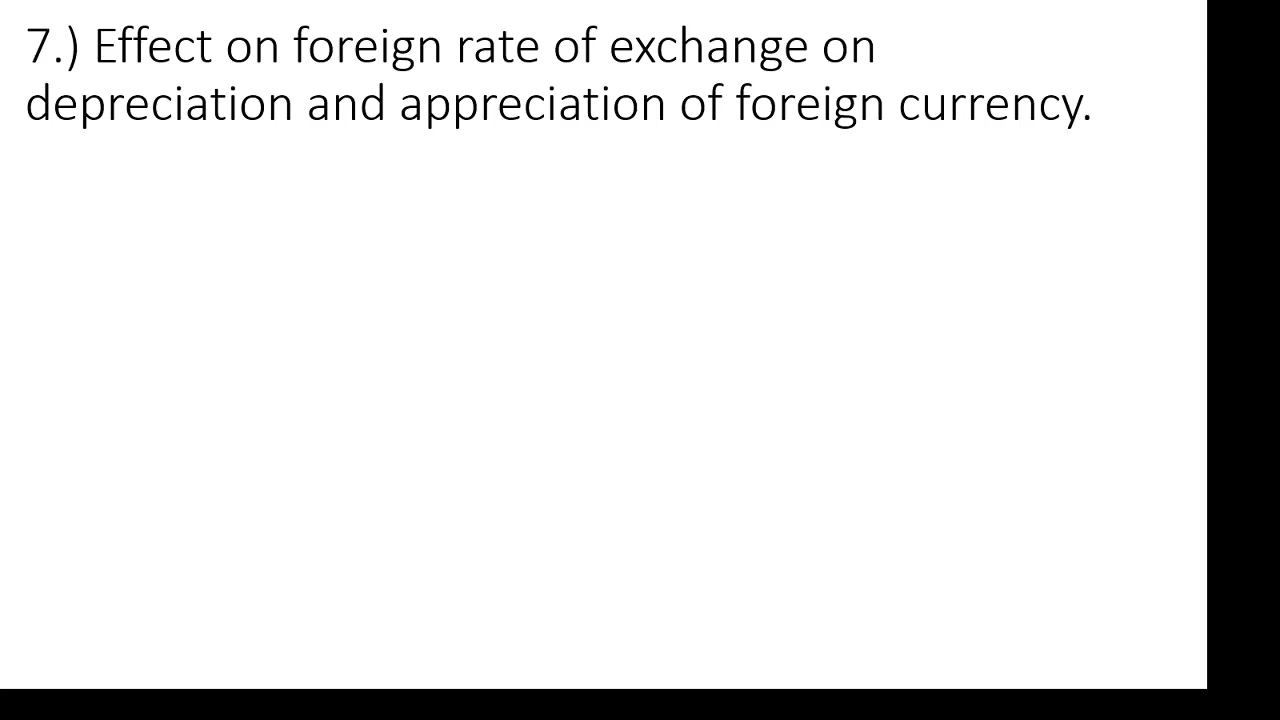 7.) Effect on foreign rate of exchange on
depreciation and appreciation of foreign currency.